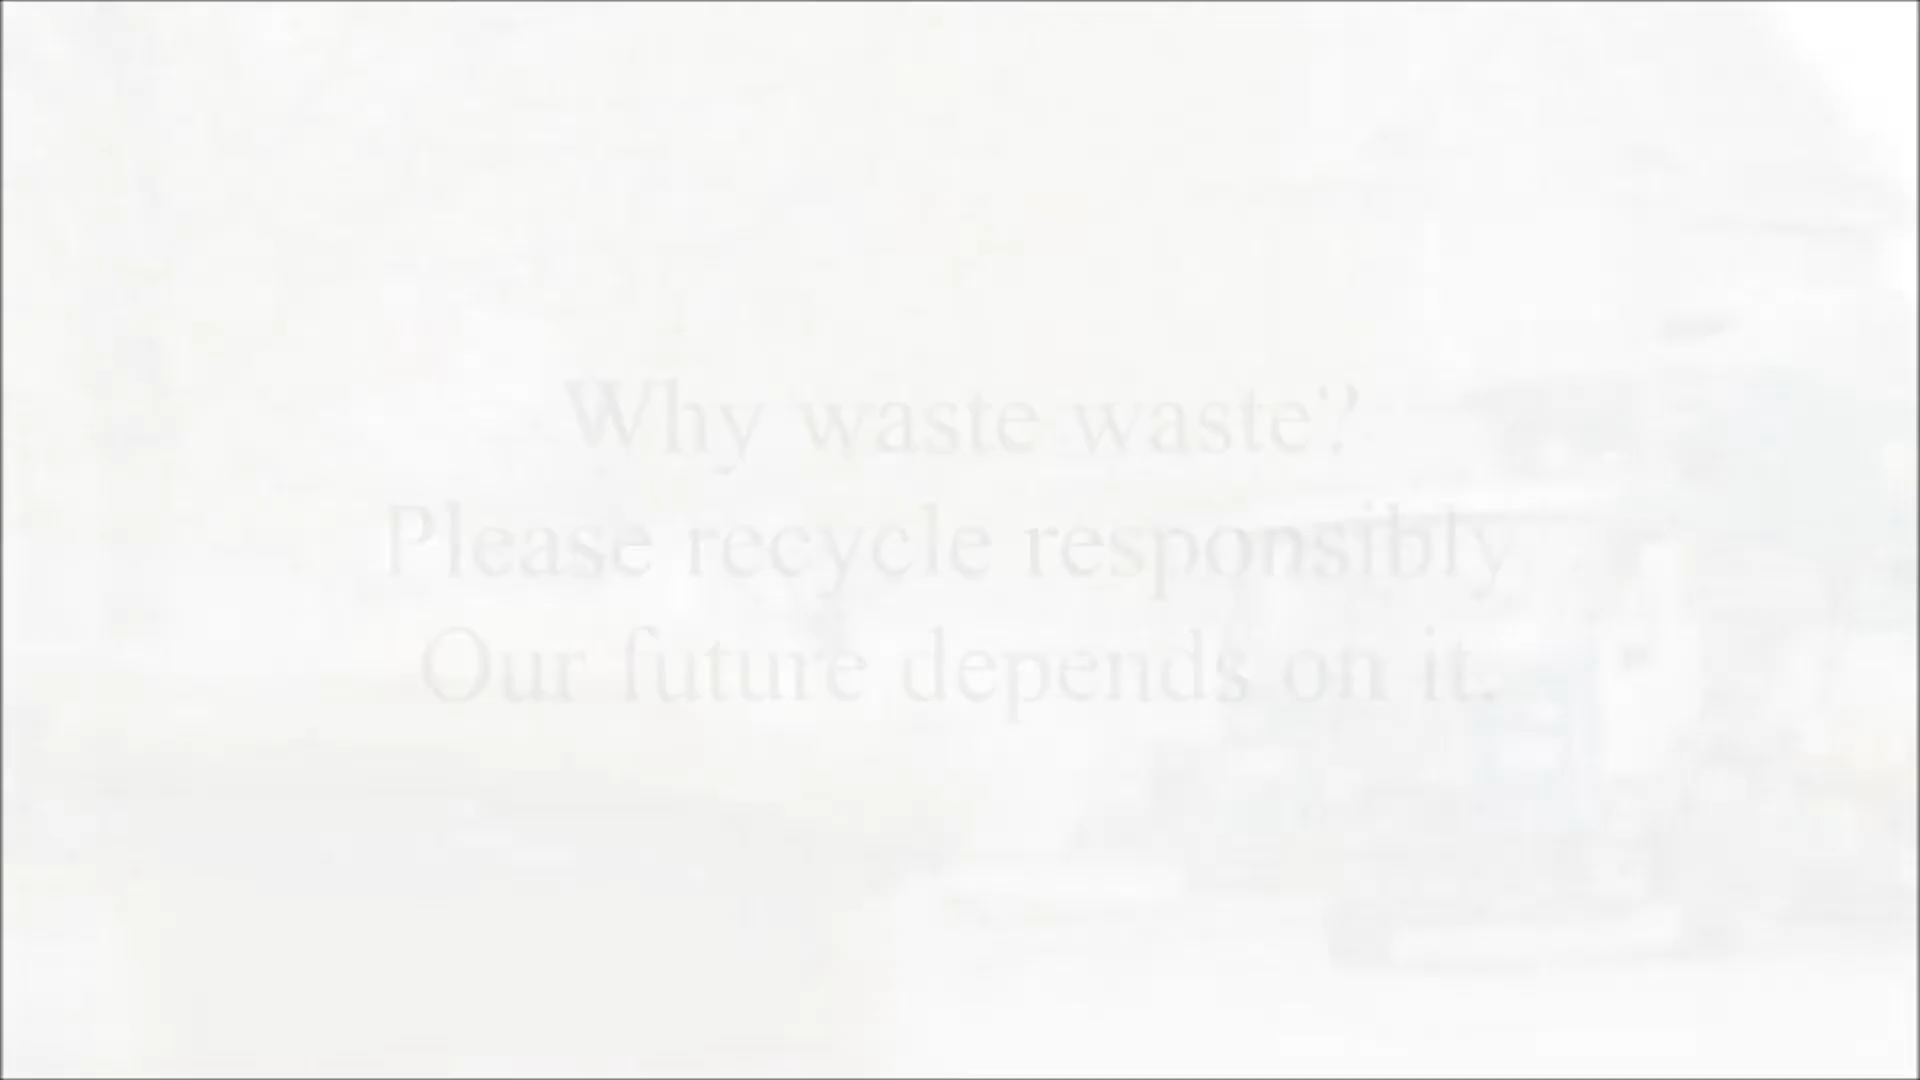 Why waste waste?
Please recycle responsibly
Our future depends on it.